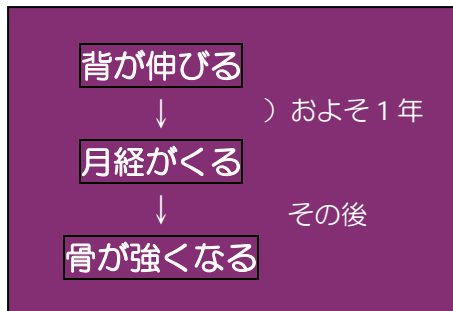 背が伸びる
↓ ）およそ１年
月経がくる
↓ その後
骨が強くなる